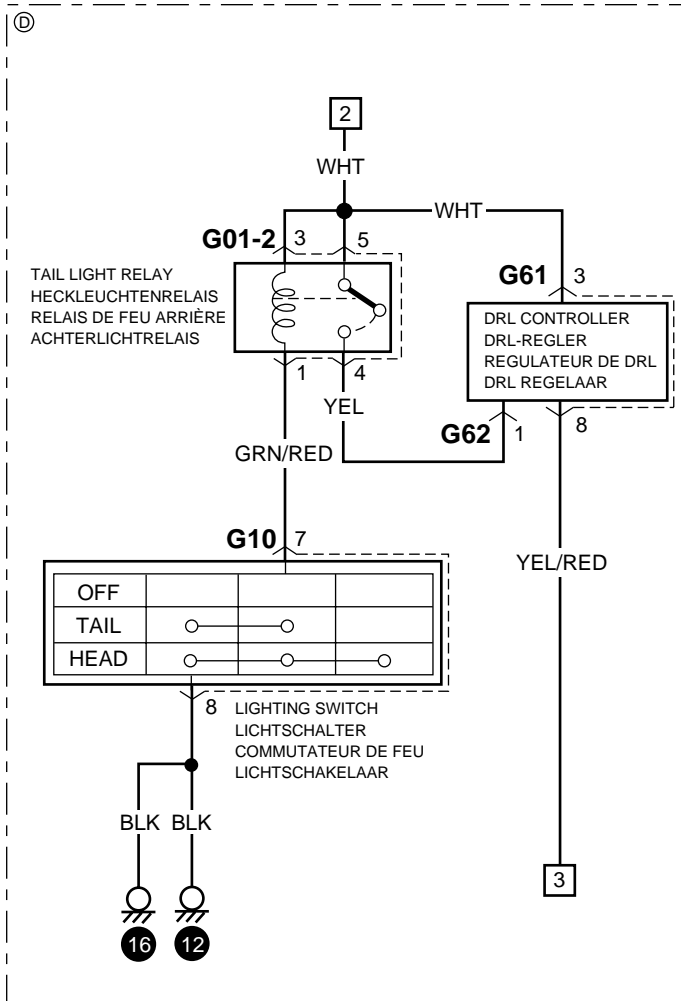 D
2
WHT
WHT
G01-2 3 5
G61 3
TAIL LIGHT RELAY
HECKLEUCHTENRELAIS
RELAIS DE FEU ARRIÈRE
ACHTERLICHTRELAIS
DRL CONTROLLER
DRL-REGLER
REGULATEUR DE DRL
DRL REGELAAR
1 4
YEL
G62 1 8
GRN/RED
G10 7
YEL/RED
OFF
TAIL
HEAD
8 LIGHTING SWITCH
LICHTSCHALTER
COMMUTATEUR DE FEU
LICHTSCHAKELAAR
BLK BLK
3
16 12